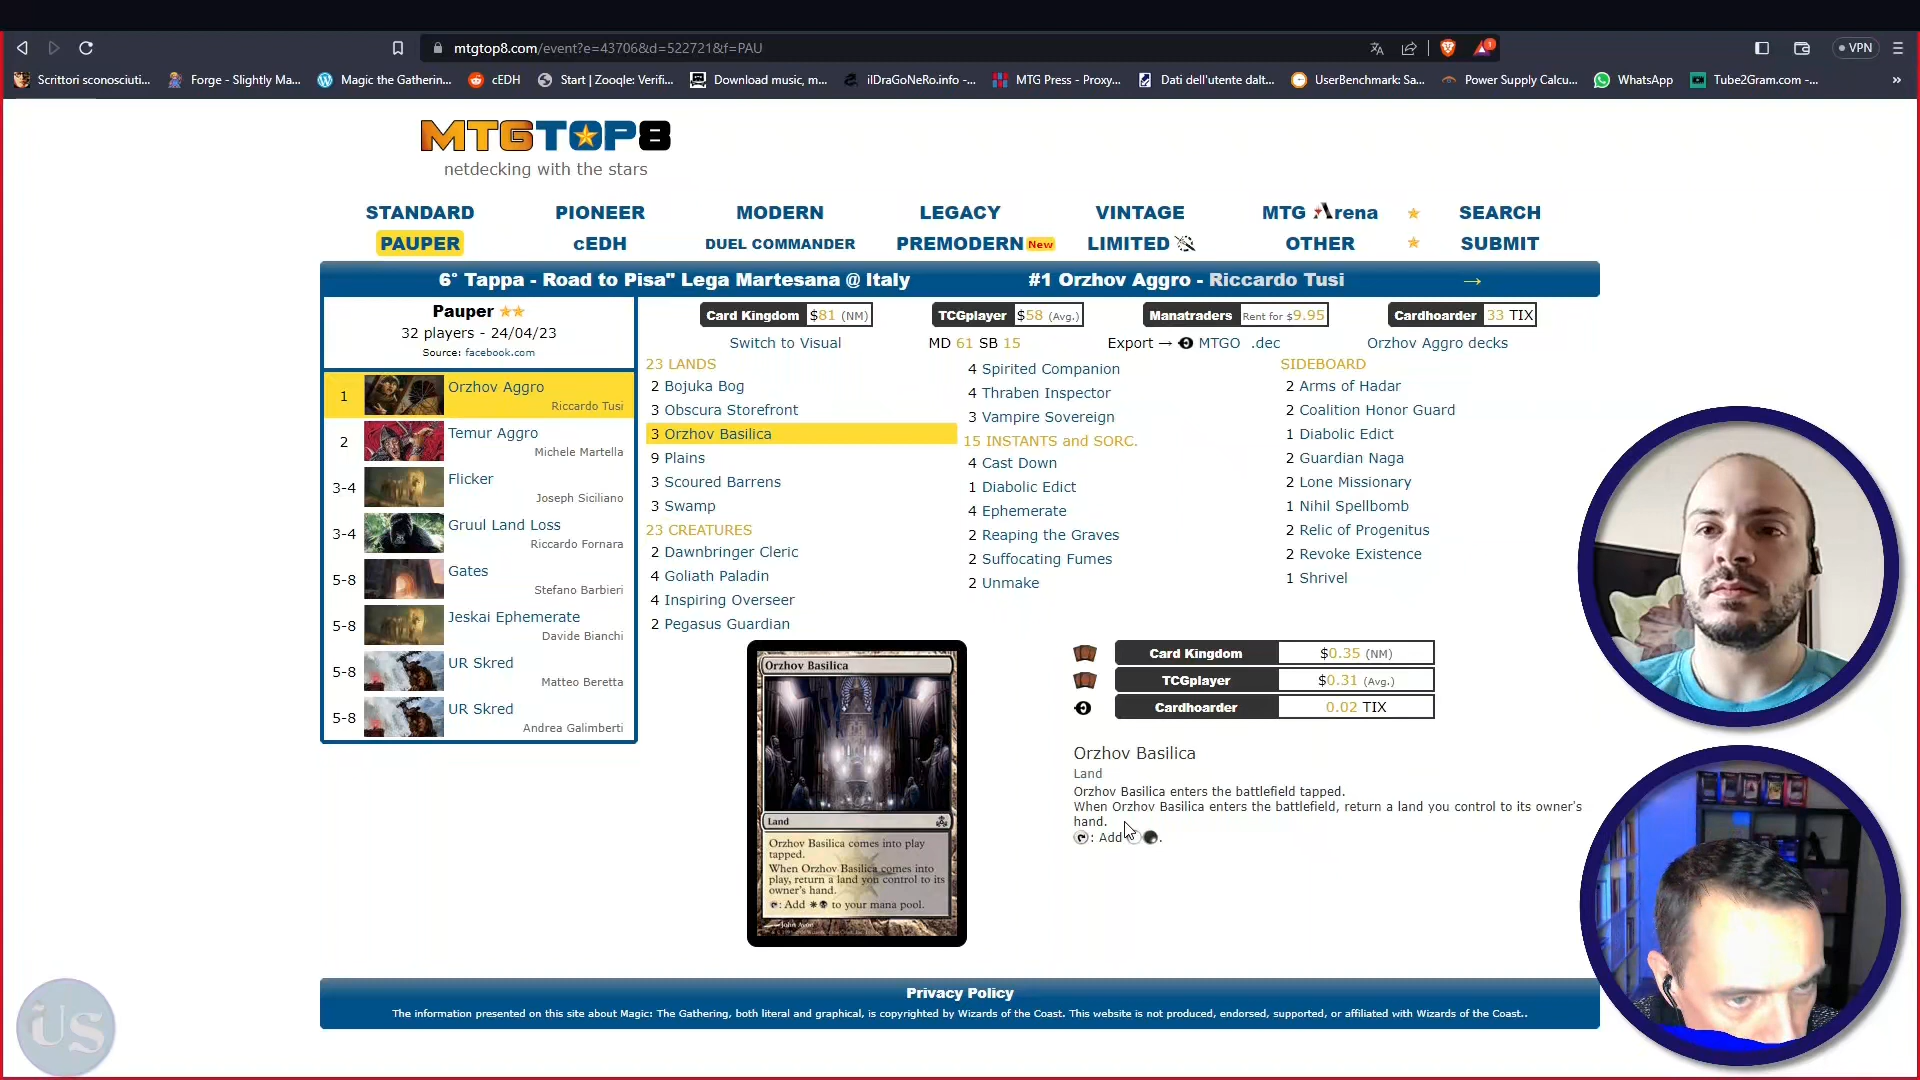 mtgtop8.com/event?e=43706&d=522721&f=PAU
1
VPN
Scrittori sconosciuti...
Forge - Slightly Ma...
Magic the Gatherin...
cEDH
Start | Zooqle: Verifi...
Download music, m...
ilDraGoNeRo.info -...
MTG Press - Proxy...
Dati dell'utente dalt...
UserBenchmark: Sa...
Power Supply Calcu...
WhatsApp
Tube2Gram.com -...
»
MTGTOP8
netdecking with the stars
STANDARD PIONEER MODERN LEGACY VINTAGE MTG Arena SEARCH
PAUPER cEDH DUEL COMMANDER PREMODERN New LIMITED OTHER SUBMIT
6° Tappa - Road to Pisa" Lega Martesana @ Italy
#1 Orzhov Aggro - Riccardo Tusi →
Pauper
32 players - 24/04/23
Source: facebook.com
1 Orzhov Aggro
Riccardo Tusi
2 Temur Aggro
Michele Martella
3-4 Flicker
Joseph Siciliano
3-4 Gruul Land Loss
Riccardo Fornara
5-8 Gates
Stefano Barbieri
5-8 Jeskai Ephemerate
Davide Bianchi
5-8 UR Skred
Matteo Beretta
5-8 UR Skred
Andrea Galimberti
Card Kingdom $81 (NM)
TCGplayer $58 (Avg.)
Manatraders Rent for $9.95
Cardhoarder 33 TIX
Switch to Visual
MD 61 SB 15
Export → MTGO .dec
Orzhov Aggro decks
23 LANDS
2 Bojuka Bog
3 Obscura Storefront
3 Orzhov Basilica
9 Plains
3 Scoured Barrens
3 Swamp
23 CREATURES
2 Dawnbringer Cleric
4 Goliath Paladin
4 Inspiring Overseer
2 Pegasus Guardian
4 Spirited Companion
4 Thraben Inspector
3 Vampire Sovereign
15 INSTANTS and SORC.
4 Cast Down
1 Diabolic Edict
4 Ephemerate
2 Reaping the Graves
2 Suffocating Fumes
2 Unmake
SIDEBOARD
2 Arms of Hadar
2 Coalition Honor Guard
1 Diabolic Edict
2 Guardian Naga
2 Lone Missionary
1 Nihil Spellbomb
2 Relic of Progenitus
2 Revoke Existence
1 Shrivel
Orzhov Basilica
Land
Orzhov Basilica comes into play
tapped.
When Orzhov Basilica comes into
play, return a land you control to its
owner's hand.
: Add to your mana pool.
John Avon
Card Kingdom $0.35 (NM)
TCGplayer $0.31 (Avg.)
Cardhoarder 0.02 TIX
Orzhov Basilica
Land
Orzhov Basilica enters the battlefield tapped.
When Orzhov Basilica enters the battlefield, return a land you control to its owner's
hand.
: Add .
Privacy Policy
The information presented on this site about Magic: The Gathering, both literal and graphical, is copyrighted by Wizards of the Coast. This website is not produced, endorsed, supported, or affiliated with Wizards of the Coast..
US